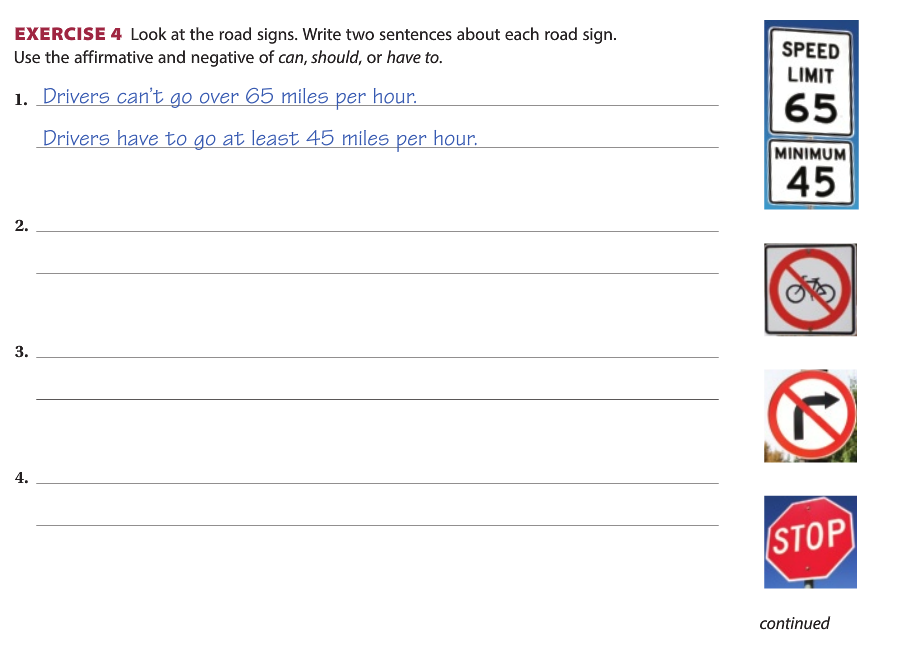 EXERCISE 4 Look at the road signs. Write two sentences about each road sign.
Use the affirmative and negative of can, should, or have to.
1. Drivers can't go over 65 miles per hour.
Drivers have to go at least 45 miles per hour.
SPEED
LIMIT
65
MINIMUM
45
2.
3.
4.
STOP
continued